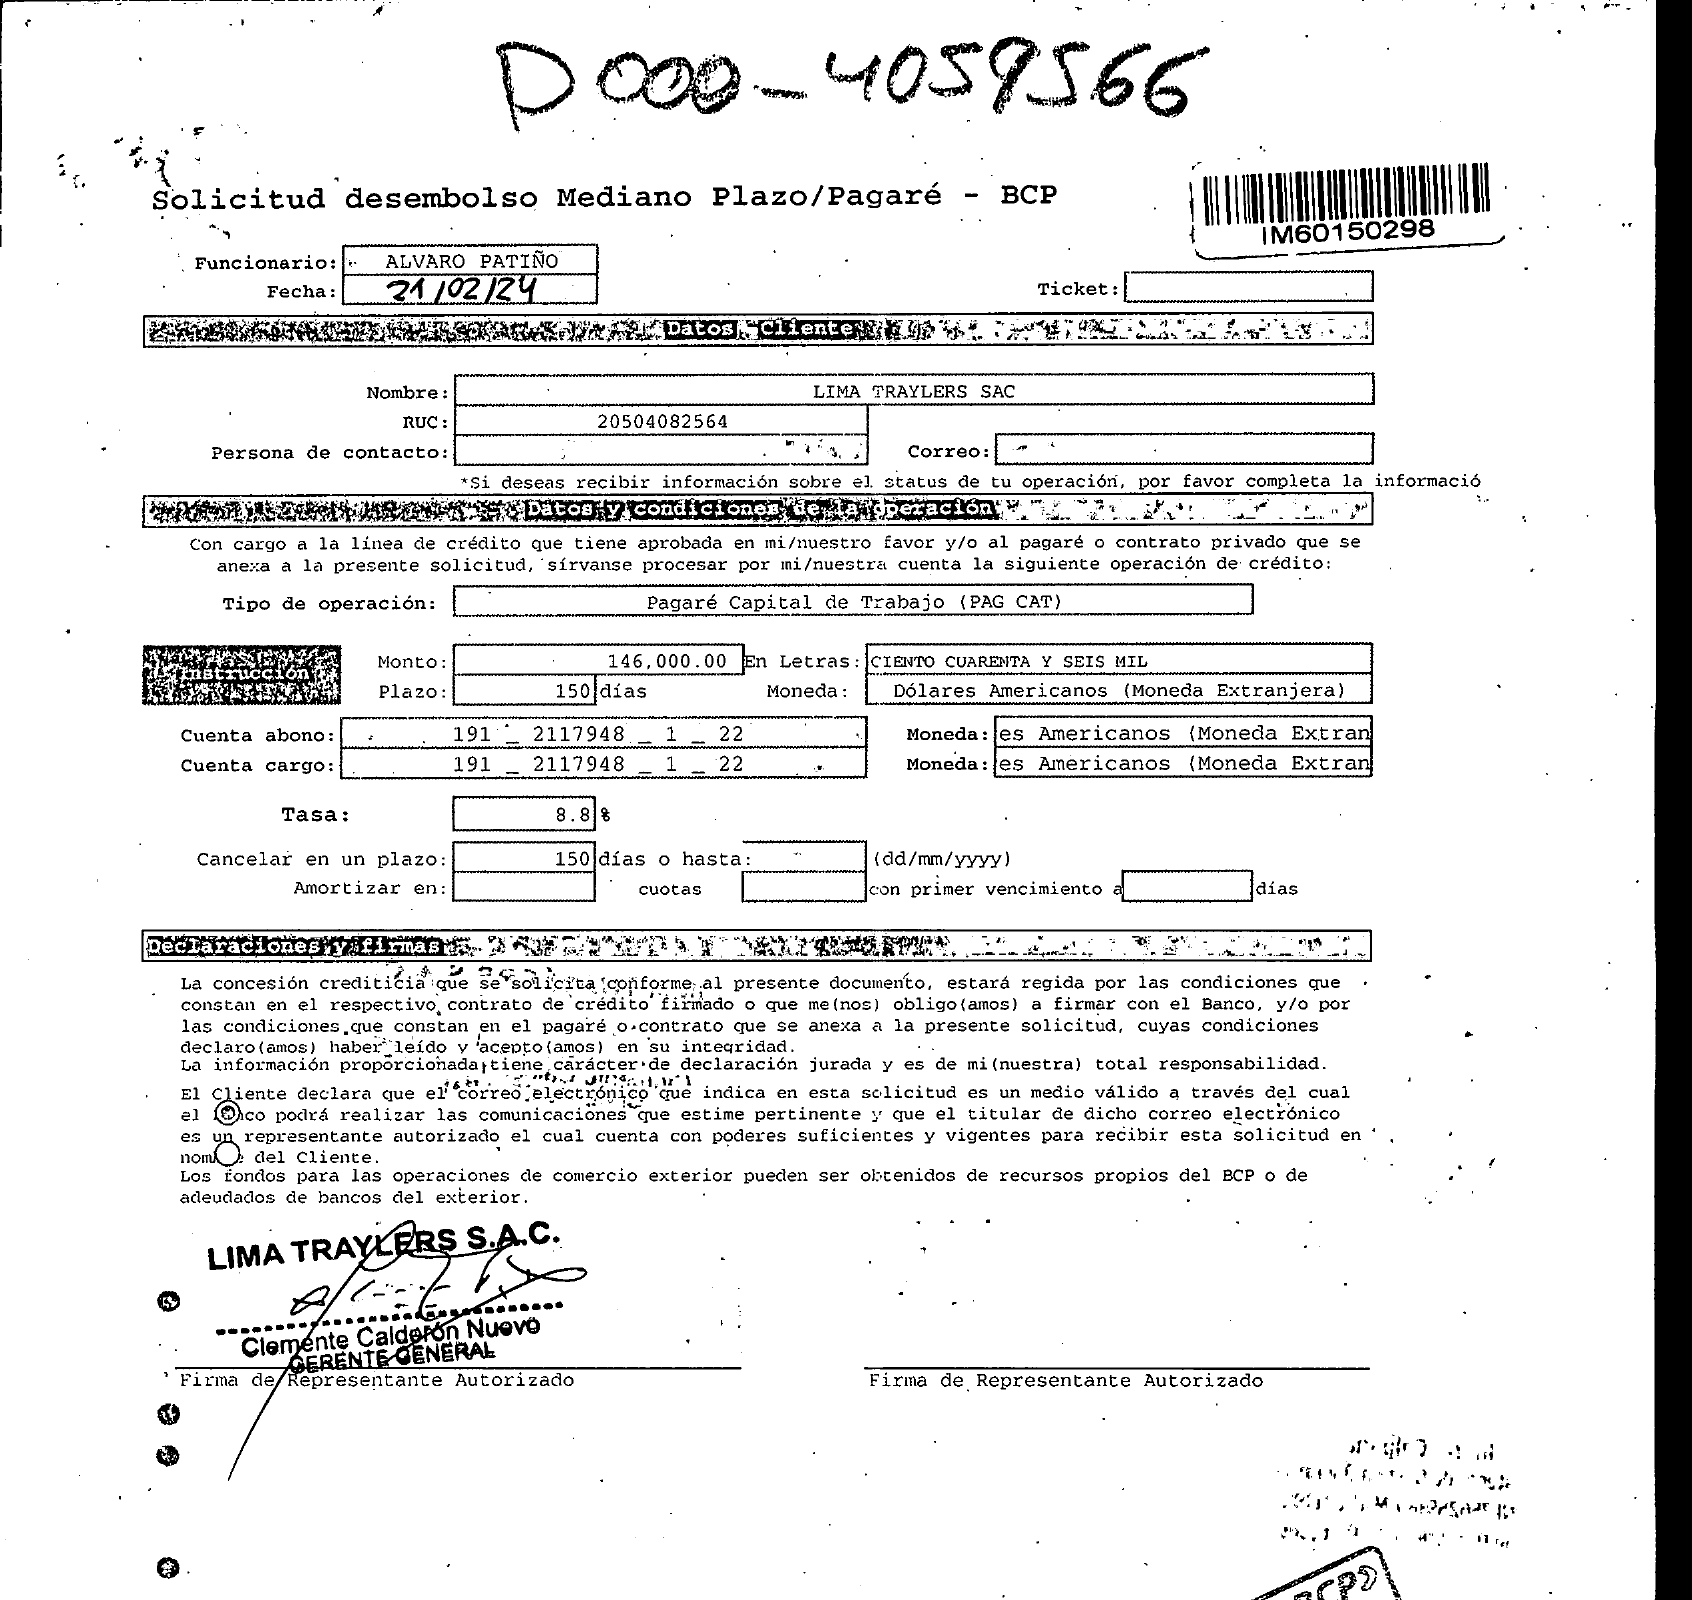 D000-4059566
Solicitud desembolso Mediano Plazo/Pagaré - BCP
IM60150298
Funcionario: ALVARO PATIÑO
Fecha: 21/02/24
Ticket:
Datos Cliente
Nombre: LIMA TRAYLERS SAC
RUC: 20504082564
Persona de contacto: Correo:
*Si deseas recibir información sobre el status de tu operación, por favor completa la informació
Datos y condiciones de la operación
Con cargo a la línea de crédito que tiene aprobada en mi/nuestro favor y/o al pagaré o contrato privado que se
anexa a la presente solicitud, sírvanse procesar por mi/nuestra cuenta la siguiente operación de crédito:
Tipo de operación: Pagaré Capital de Trabajo (PAG CAT)
Instrucción
Monto: 146,000.00 En Letras: CIENTO CUARENTA Y SEIS MIL
Plazo: 150 días Moneda: Dólares Americanos (Moneda Extranjera)
Cuenta abono: 191 _ 2117948 _ 1 _ 22 Moneda: es Americanos (Moneda Extran
Cuenta cargo: 191 _ 2117948 _ 1 _ 22 Moneda: es Americanos (Moneda Extran
Tasa: 8.8 %
Cancelar en un plazo: 150 días o hasta: (dd/mm/yyyy)
Amortizar en: cuotas con primer vencimiento a días
Declaraciones y firmas
La concesión crediticia que se solicita conforme al presente documento, estará regida por las condiciones que
constan en el respectivo contrato de crédito firmado o que me(nos) obligo(amos) a firmar con el Banco, y/o por
las condiciones que constan en el pagaré o contrato que se anexa a la presente solicitud, cuyas condiciones
declaro(amos) haber leído y acepto(amos) en su integridad.
La información proporcionada tiene carácter de declaración jurada y es de mi(nuestra) total responsabilidad.
El Cliente declara que el correo electrónico que indica en esta solicitud es un medio válido a través del cual
el co podrá realizar las comunicaciones que estime pertinente y que el titular de dicho correo electrónico
es un representante autorizado el cual cuenta con poderes suficientes y vigentes para recibir esta solicitud en
nom del Cliente.
Los fondos para las operaciones de comercio exterior pueden ser obtenidos de recursos propios del BCP o de
adeudados de bancos del exterior.
LIMA TRAYLERS S.A.C.
Clemente Calderón Nuevo
GERENTE GENERAL
Firma de Representante Autorizado Firma de Representante Autorizado
BCP